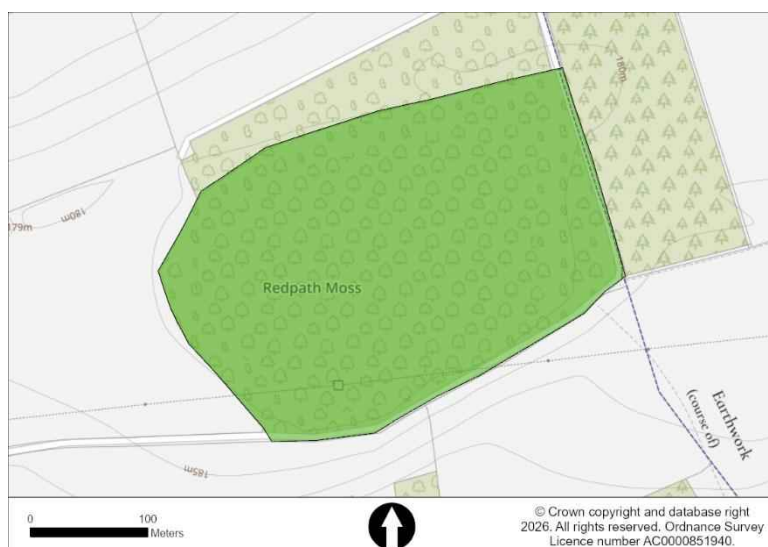 180m
180m
179m
Redpath Moss
Earthwork
(course of)
185m
0 100
Meters
© Crown copyright and database right
2026. All rights reserved. Ordnance Survey
Licence number AC0000851940.